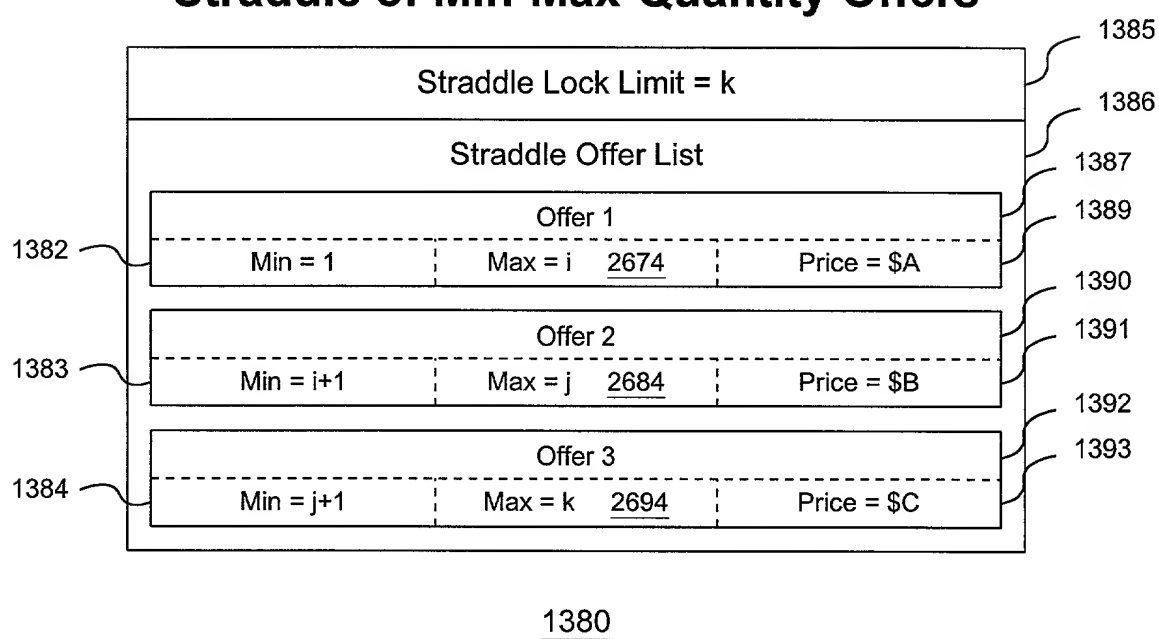 Straddle of Min-Max-Quantity Offers
1385
Straddle Lock Limit = k
1386
Straddle Offer List
1387
Offer 1
1389
1382
Min = 1 Max = i 2674 Price = $A
1390
Offer 2
1391
1383
Min = i+1 Max = j 2684 Price = $B
1392
Offer 3
1393
1384
Min = j+1 Max = k 2694 Price = $C
1380